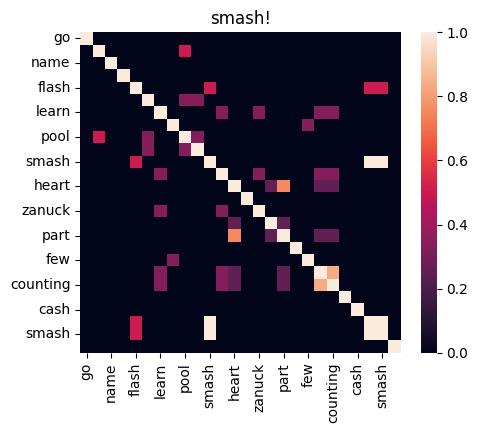 smash!
go
name
flash
learn
pool
smash
heart
zanuck
part
few
counting
cash
smash
go
name
flash
learn
pool
smash
heart
zanuck
part
few
counting
cash
smash
1.0
0.8
0.6
0.4
0.2
0.0